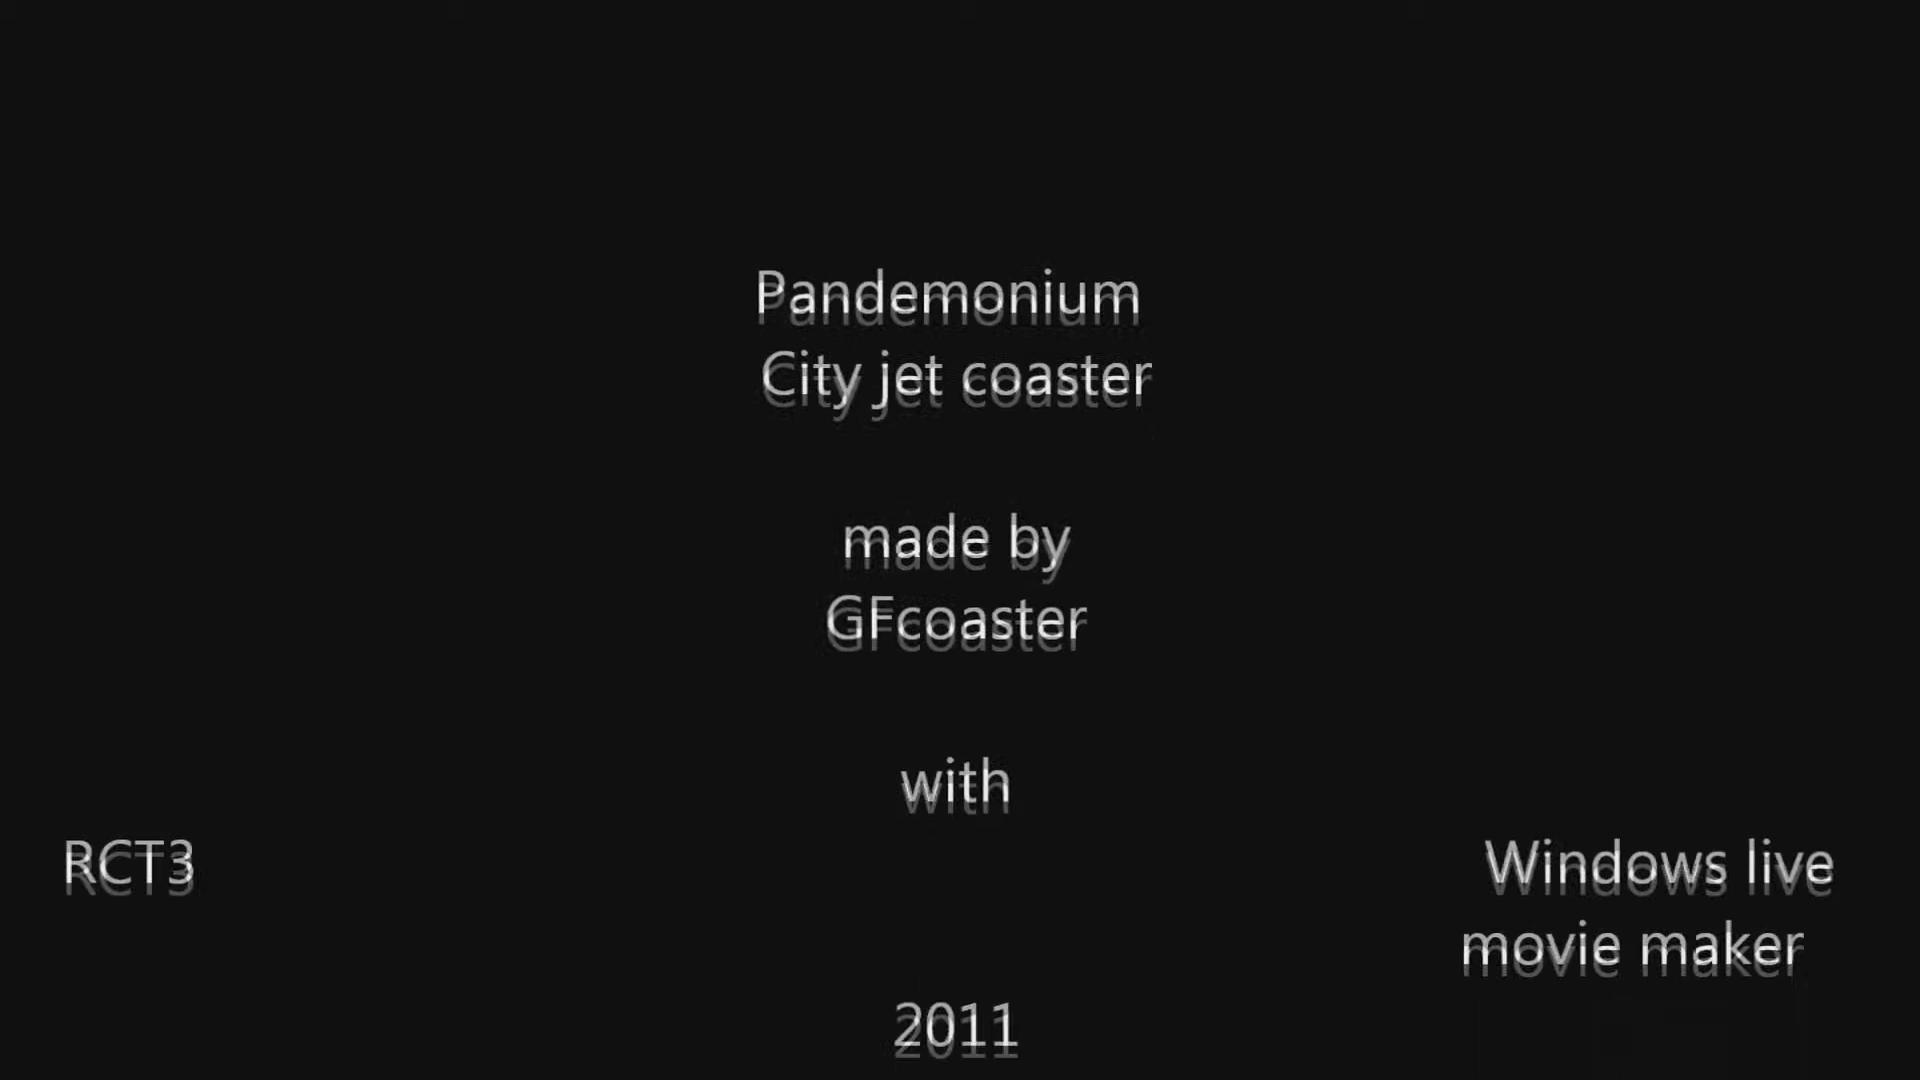 Pandemonium
City jet coaster
made by
GFcoaster
with
RCT3
Windows live
movie maker
2011